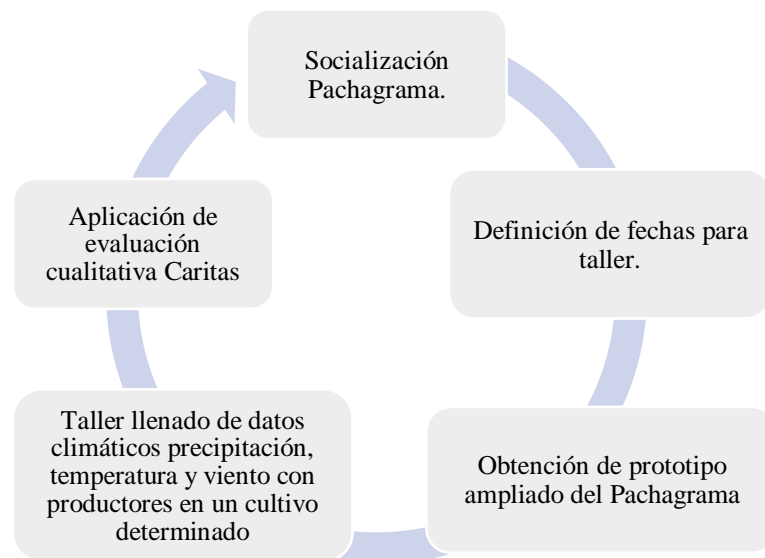 Socialización
Pachagrama.
Definición de fechas para
taller.
Obtención de prototipo
ampliado del Pachagrama
Taller llenado de datos
climáticos precipitación,
temperatura y viento con
productores en un cultivo
determinado
Aplicación de
evaluación
cualitativa Caritas